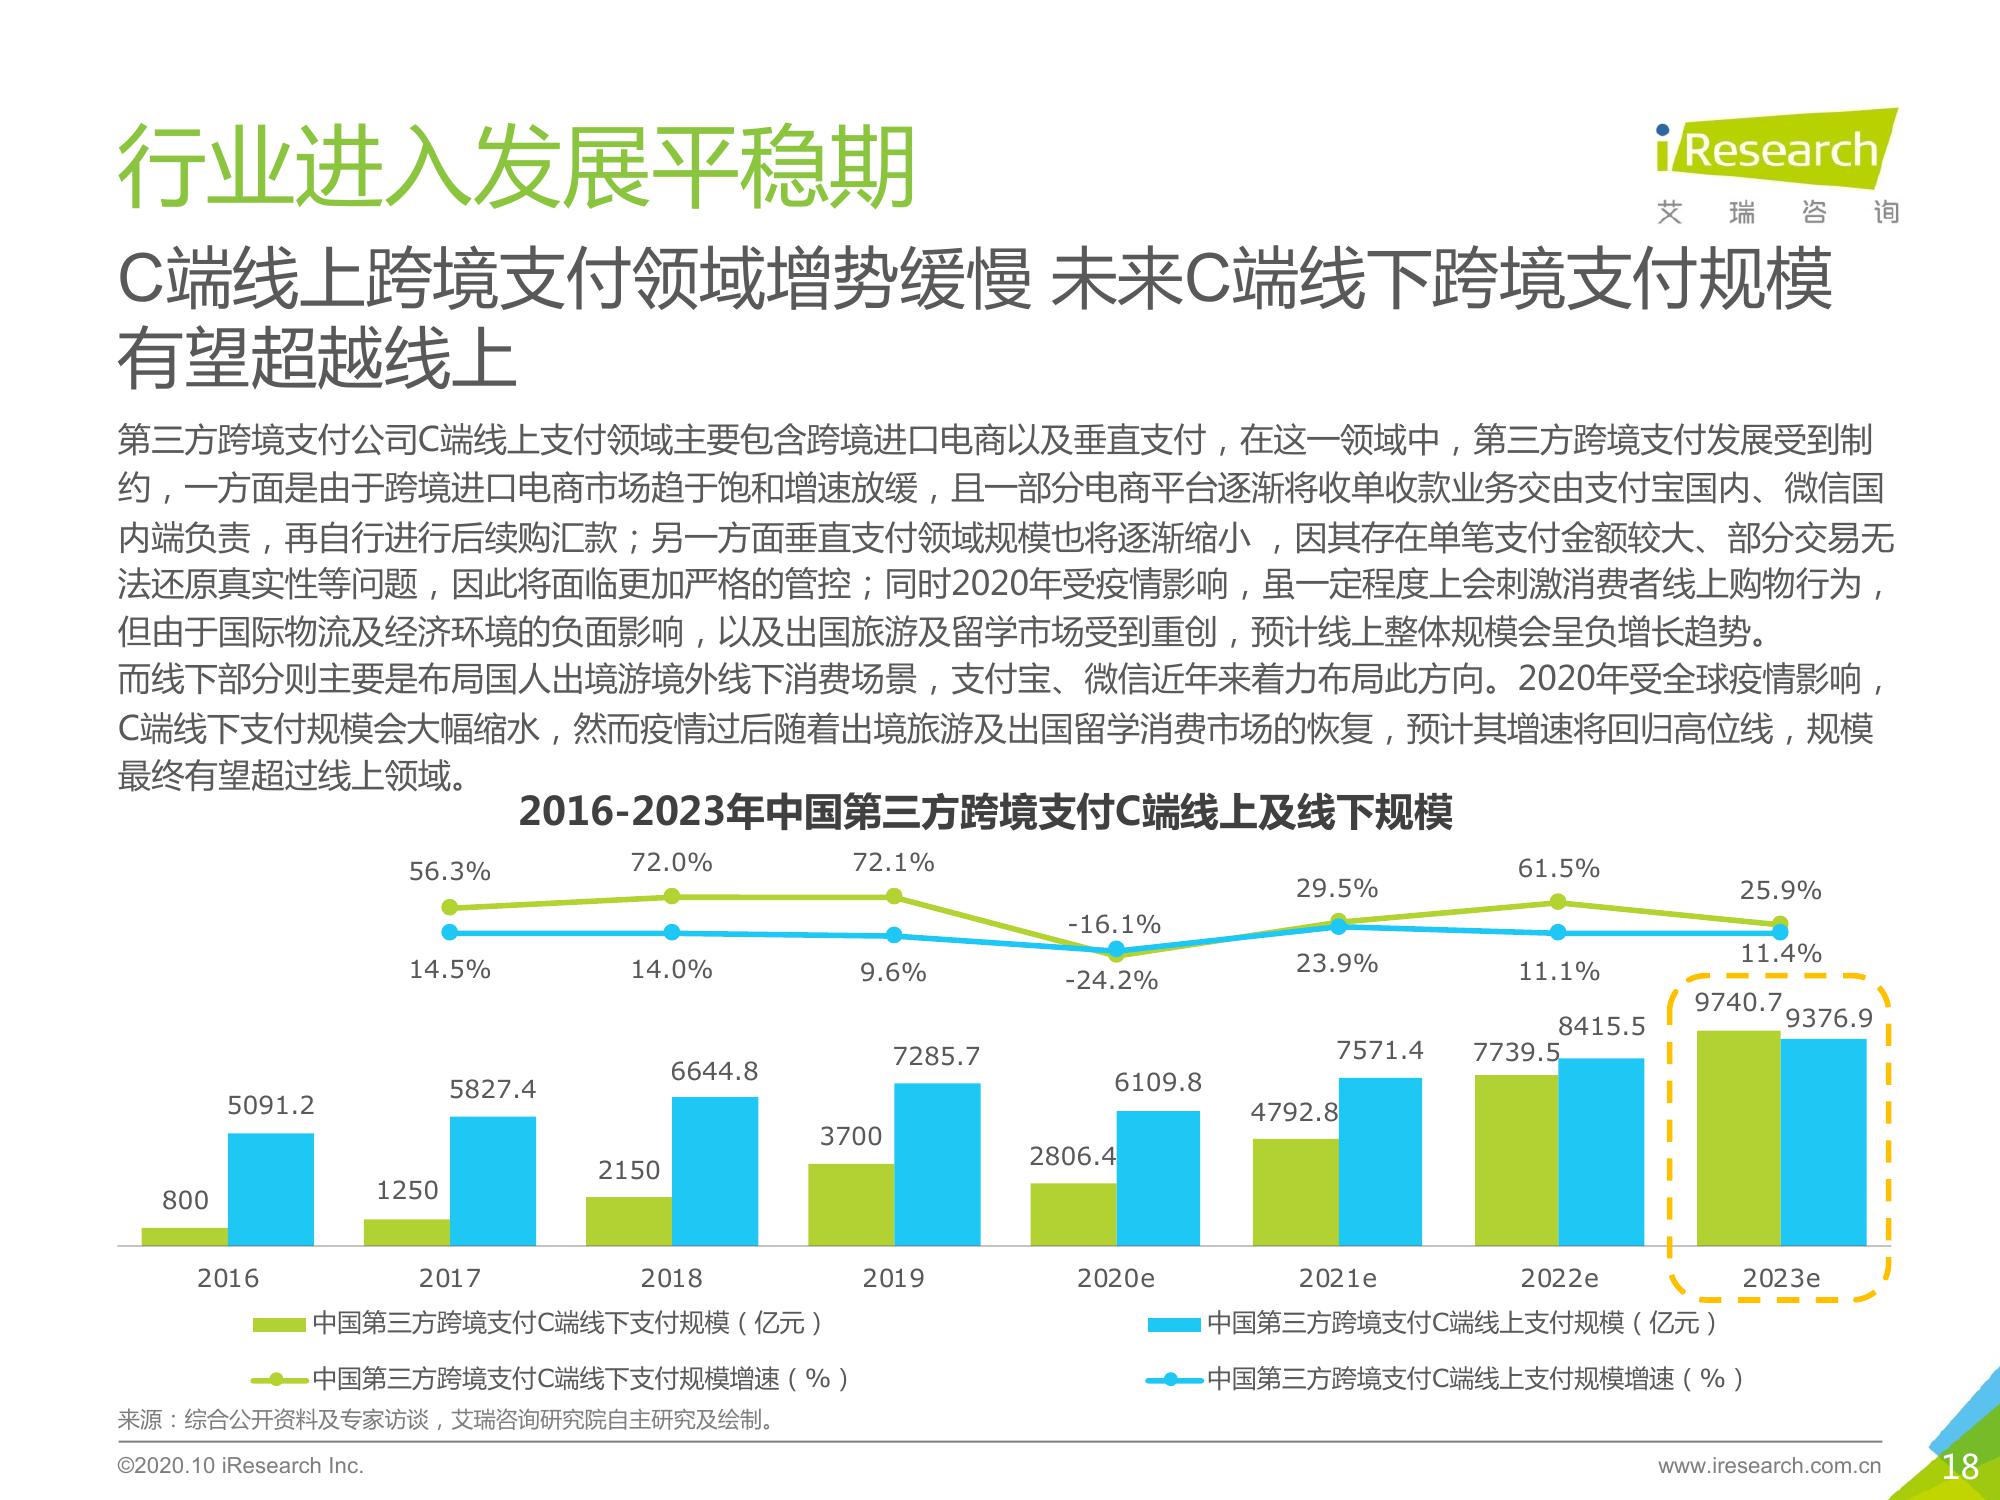 行业进入发展平稳期
iResearch
艾瑞咨询
C端线上跨境支付领域增势缓慢 未来C端线下跨境支付规模
有望超越线上
第三方跨境支付公司C端线上支付领域主要包含跨境进口电商以及垂直支付，在这一领域中，第三方跨境支付发展受到制
约，一方面是由于跨境进口电商市场趋于饱和增速放缓，且一部分电商平台逐渐将收单收款业务交由支付宝国内、微信国
内端负责，再自行进行后续购汇款；另一方面垂直支付领域规模也将逐渐缩小 ，因其存在单笔支付金额较大、部分交易无
法还原真实性等问题，因此将面临更加严格的管控；同时2020年受疫情影响，虽一定程度上会刺激消费者线上购物行为，
但由于国际物流及经济环境的负面影响，以及出国旅游及留学市场受到重创，预计线上整体规模会呈负增长趋势。
而线下部分则主要是布局国人出境游境外线下消费场景，支付宝、微信近年来着力布局此方向。2020年受全球疫情影响，
C端线下支付规模会大幅缩水，然而疫情过后随着出境旅游及出国留学消费市场的恢复，预计其增速将回归高位线，规模
最终有望超过线上领域。
2016-2023年中国第三方跨境支付C端线上及线下规模
56.3% 72.0% 72.1% -16.1% 29.5% 61.5% 25.9%
14.5% 14.0% 9.6% -24.2% 23.9% 11.1% 11.4%
800 5091.2 1250 5827.4 2150 6644.8 3700 7285.7 2806.4 6109.8 4792.8 7571.4 7739.5 8415.5 9740.7 9376.9
2016 2017 2018 2019 2020e 2021e 2022e 2023e
中国第三方跨境支付C端线下支付规模（亿元） 中国第三方跨境支付C端线上支付规模（亿元）
中国第三方跨境支付C端线下支付规模增速（%） 中国第三方跨境支付C端线上支付规模增速（%）
来源：综合公开资料及专家访谈，艾瑞咨询研究院自主研究及绘制。
©2020.10 iResearch Inc. www.iresearch.com.cn 18